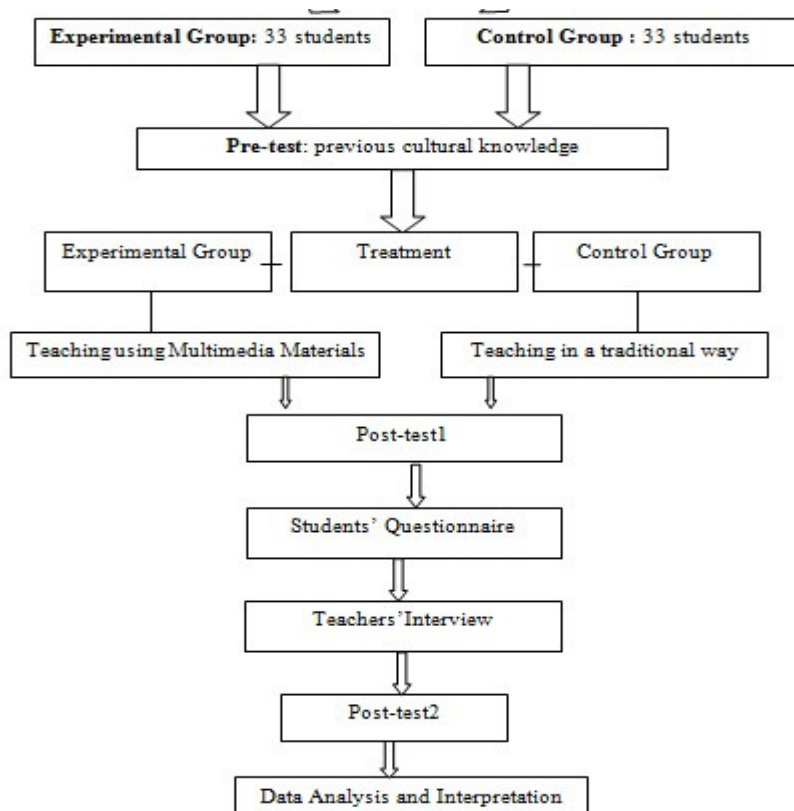 Experimental Group: 33 students
Control Group : 33 students
Pre-test: previous cultural knowledge
Experimental Group
Treatment
Control Group
Teaching using Multimedia Materials
Teaching in a traditional way
Post-test1
Students’ Questionnaire
Teachers’Interview
Post-test2
Data Analysis and Interpretation